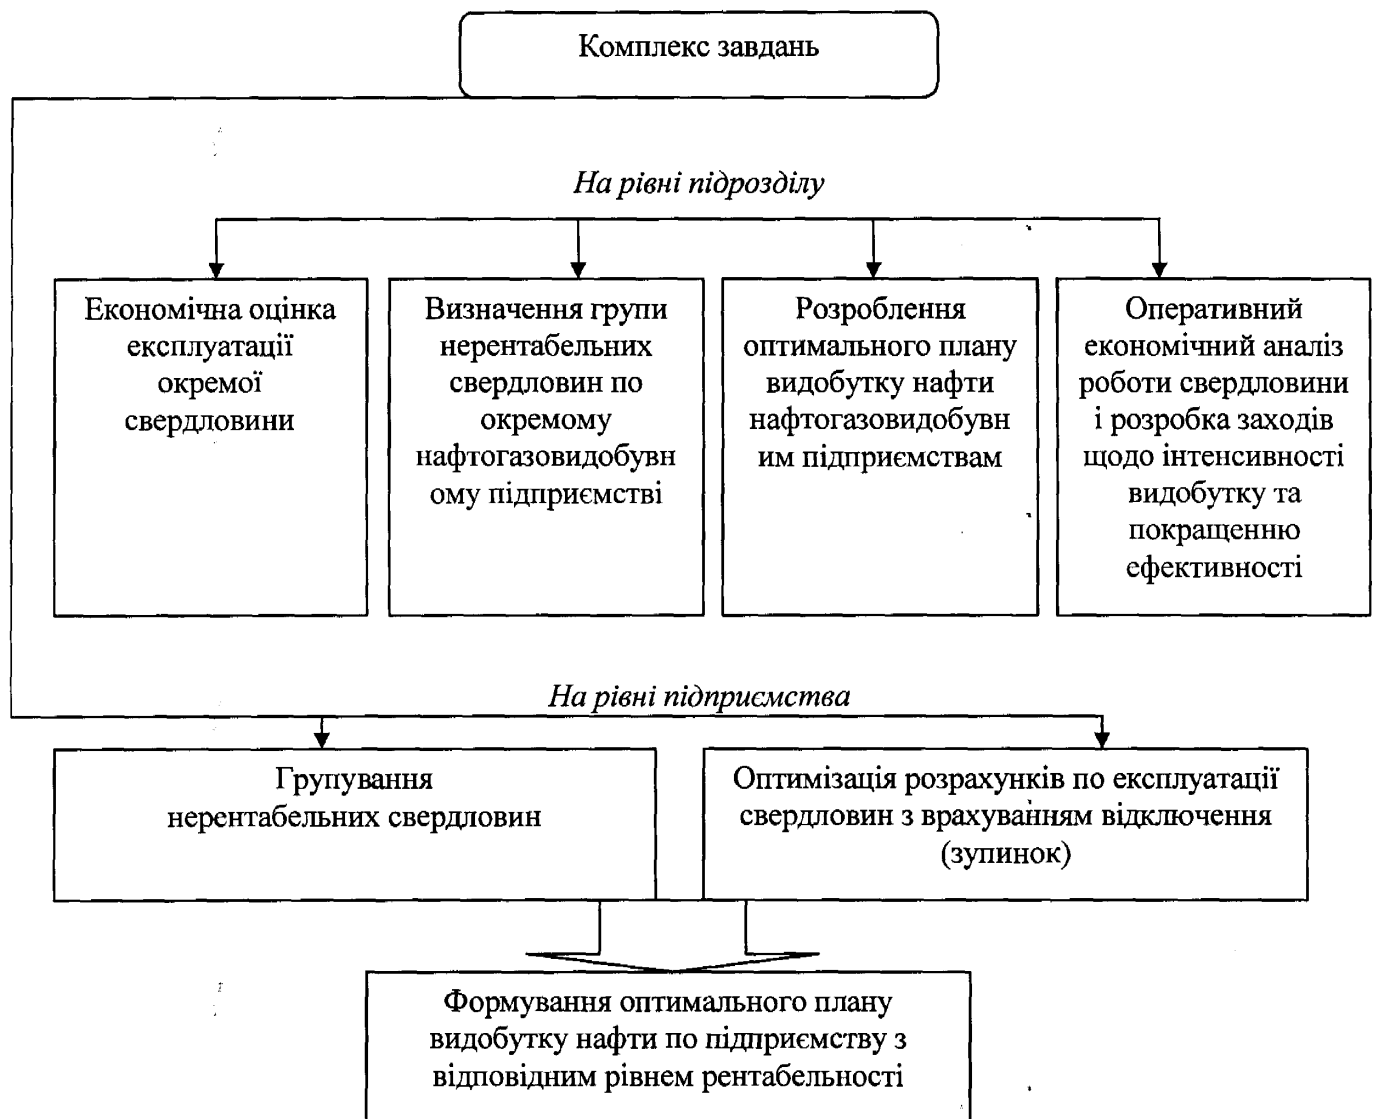 Комплекс завдань
На рівні підрозділу
Економічна оцінка
експлуатації
окремої
свердловини
Визначення групи
нерентабельних
свердловин по
окремому
нафтогазовидобувн
ому підприємстві
Розроблення
оптимального плану
видобутку нафти
нафтогазовидобувн
им підприємствам
Оперативний
економічний аналіз
роботи свердловини
і розробка заходів
щодо інтенсивності
видобутку та
покращенню
ефективності
На рівні підприємства
Групування
нерентабельних свердловин
Оптимізація розрахунків по експлуатації
свердловин з врахуванням відключення
(зупинок)
Формування оптимального плану
видобутку нафти по підприємству з
відповідним рівнем рентабельності